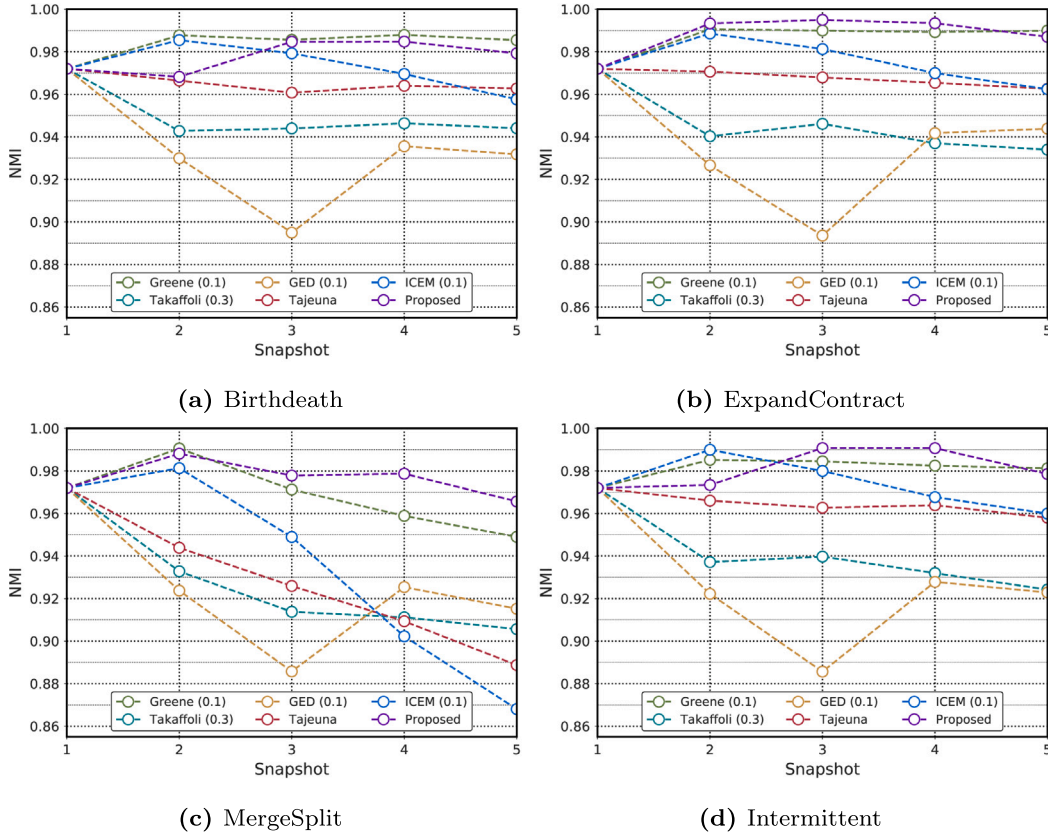 1.00
0.98
0.96
0.94
0.92
0.90
0.88
0.86
NMI
Greene (0.1) GED (0.1) ICEM (0.1)
Takaffoli (0.3) Tajeuna Proposed
1 2 3 4 5
Snapshot
(a) Birthdeath
1.00
0.98
0.96
0.94
0.92
0.90
0.88
0.86
NMI
Greene (0.1) GED (0.1) ICEM (0.1)
Takaffoli (0.3) Tajeuna Proposed
1 2 3 4 5
Snapshot
(b) ExpandContract
1.00
0.98
0.96
0.94
0.92
0.90
0.88
0.86
NMI
Greene (0.1) GED (0.1) ICEM (0.1)
Takaffoli (0.3) Tajeuna Proposed
1 2 3 4 5
Snapshot
(c) MergeSplit
1.00
0.98
0.96
0.94
0.92
0.90
0.88
0.86
NMI
Greene (0.1) GED (0.1) ICEM (0.1)
Takaffoli (0.3) Tajeuna Proposed
1 2 3 4 5
Snapshot
(d) Intermittent